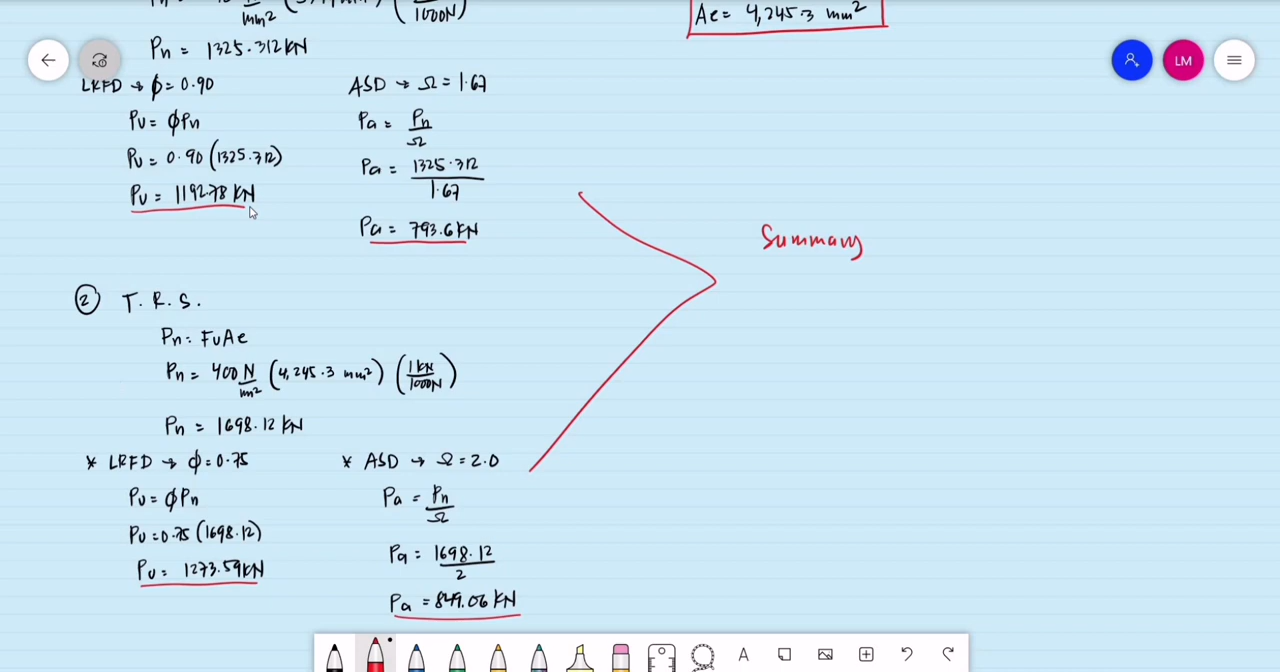 mm² 1000N
Ae = 4,245.3 mm²
Pn = 1325.312 KN
LM
LRFD → ϕ = 0.90
ASD → Ω = 1.67
Pu = ϕPn
Pa = Pn/Ω
Pu = 0.90 (1325.312)
Pa = 1325.312/1.67
Pu = 1192.78 KN
Pa = 793.6 KN
Summary
② T. R. S.
Pn = FuAe
Pn = 400 N/mm² (4,245.3 mm²) (1 KN/1000N)
Pn = 1698.12 KN
* LRFD → ϕ = 0.75
* ASD → Ω = 2.0
Pu = ϕPn
Pa = Pn/Ω
Pu = 0.75 (1698.12)
Pa = 1698.12/2
Pu = 1273.59 KN
Pa = 849.06 KN
A